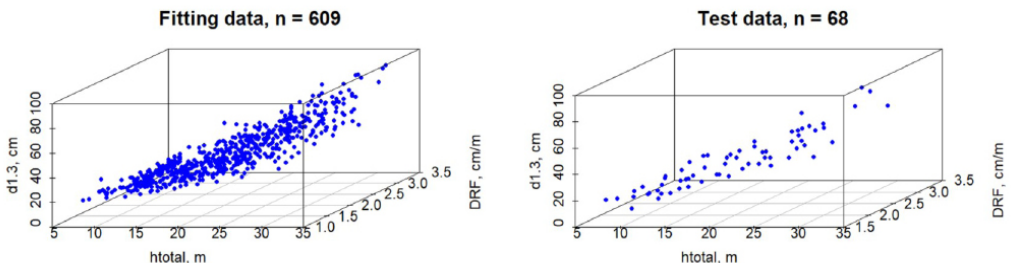 Fitting data, n = 609
d1.3, cm
0 20 40 60 80 100
5 10 15 20 25 30 35
htotal, m
1.0 1.5 2.0 2.5 3.0 3.5
DRF, cm/m
Test data, n = 68
d1.3, cm
0 20 40 60 80 100
5 10 15 20 25 30 35
htotal, m
1.5 2.0 2.5 3.0 3.5
DRF, cm/m